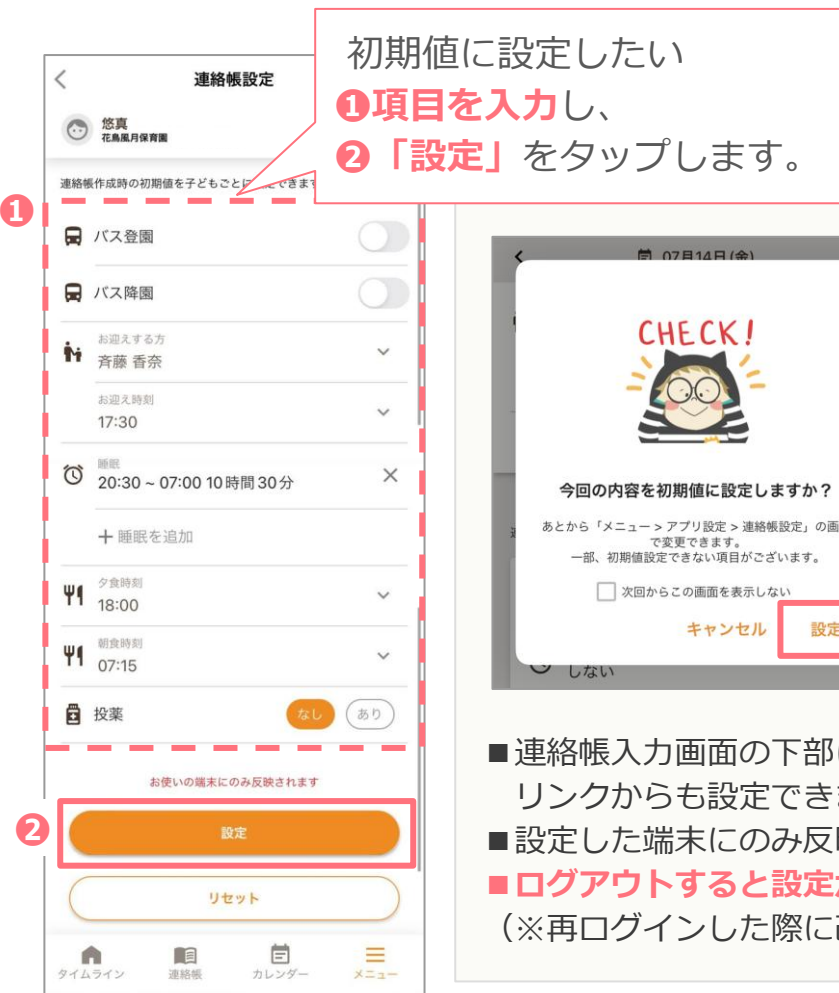 初期値に設定したい
❶項目を入力し、
❷「設定」をタップします。
連絡帳設定
悠真
花鳥風月保育園
連絡帳作成時の初期値を子どもごとに
できます
❶
バス登園
バス降園
お迎えする方
斉藤 香奈
お迎え時刻
17:30
睡眠
20:30 ~ 07:00 10時間30分
+ 睡眠を追加
夕食時刻
18:00
朝食時刻
07:15
投薬 なし あり
お使いの端末にのみ反映されます
❷
設定
リセット
タイムライン 連絡帳 カレンダー メニュー
07月14日(金)
CHECK!
今回の内容を初期値に設定しますか？
あとから「メニュー > アプリ設定 > 連絡帳設定」の画
で変更できます。
一部、初期値設定できない項目がございます。
次回からこの画面を表示しない
キャンセル 設定
しない
■連絡帳入力画面の下部
リンクからも設定でき
■設定した端末にのみ反
■ログアウトすると設定
（※再ログインした際に